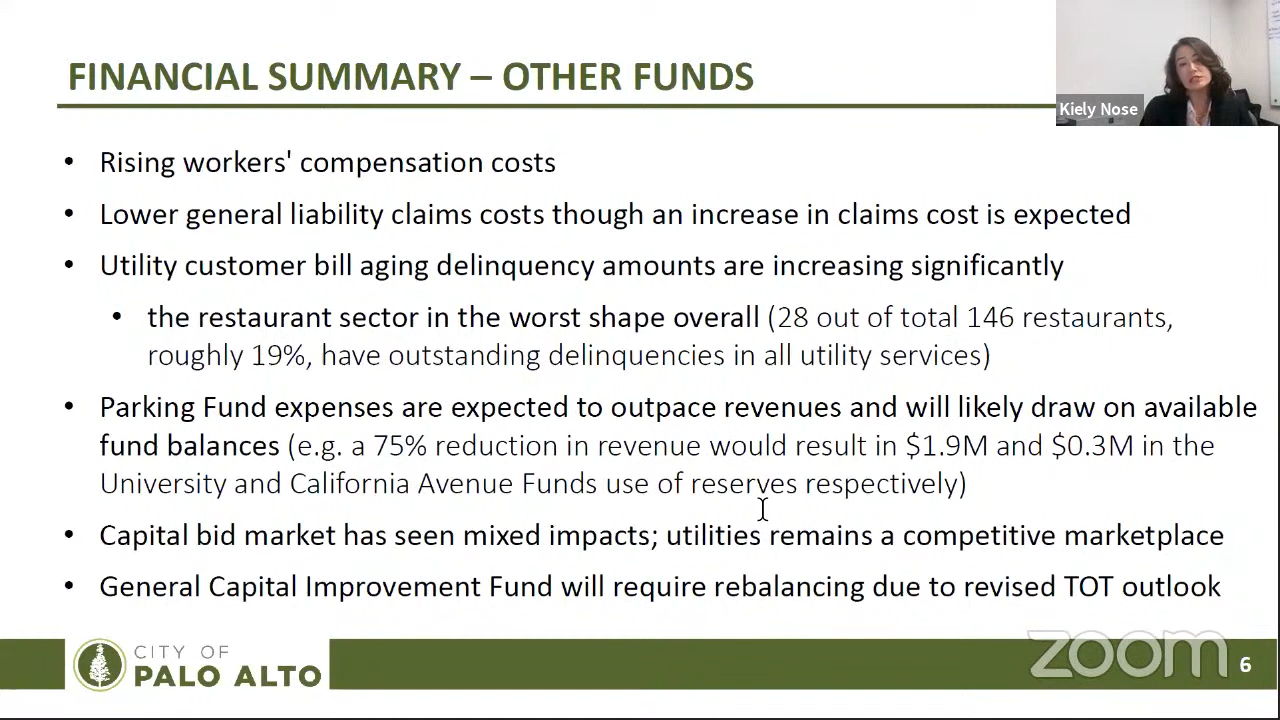 FINANCIAL SUMMARY – OTHER FUNDS
Kiely Nose
• Rising workers' compensation costs
• Lower general liability claims costs though an increase in claims cost is expected
• Utility customer bill aging delinquency amounts are increasing significantly
• the restaurant sector in the worst shape overall (28 out of total 146 restaurants,
roughly 19%, have outstanding delinquencies in all utility services)
• Parking Fund expenses are expected to outpace revenues and will likely draw on available
fund balances (e.g. a 75% reduction in revenue would result in $1.9M and $0.3M in the
University and California Avenue Funds use of reserves respectively)
• Capital bid market has seen mixed impacts; utilities remains a competitive marketplace
• General Capital Improvement Fund will require rebalancing due to revised TOT outlook
CITY OF
PALO ALTO
zoom
6